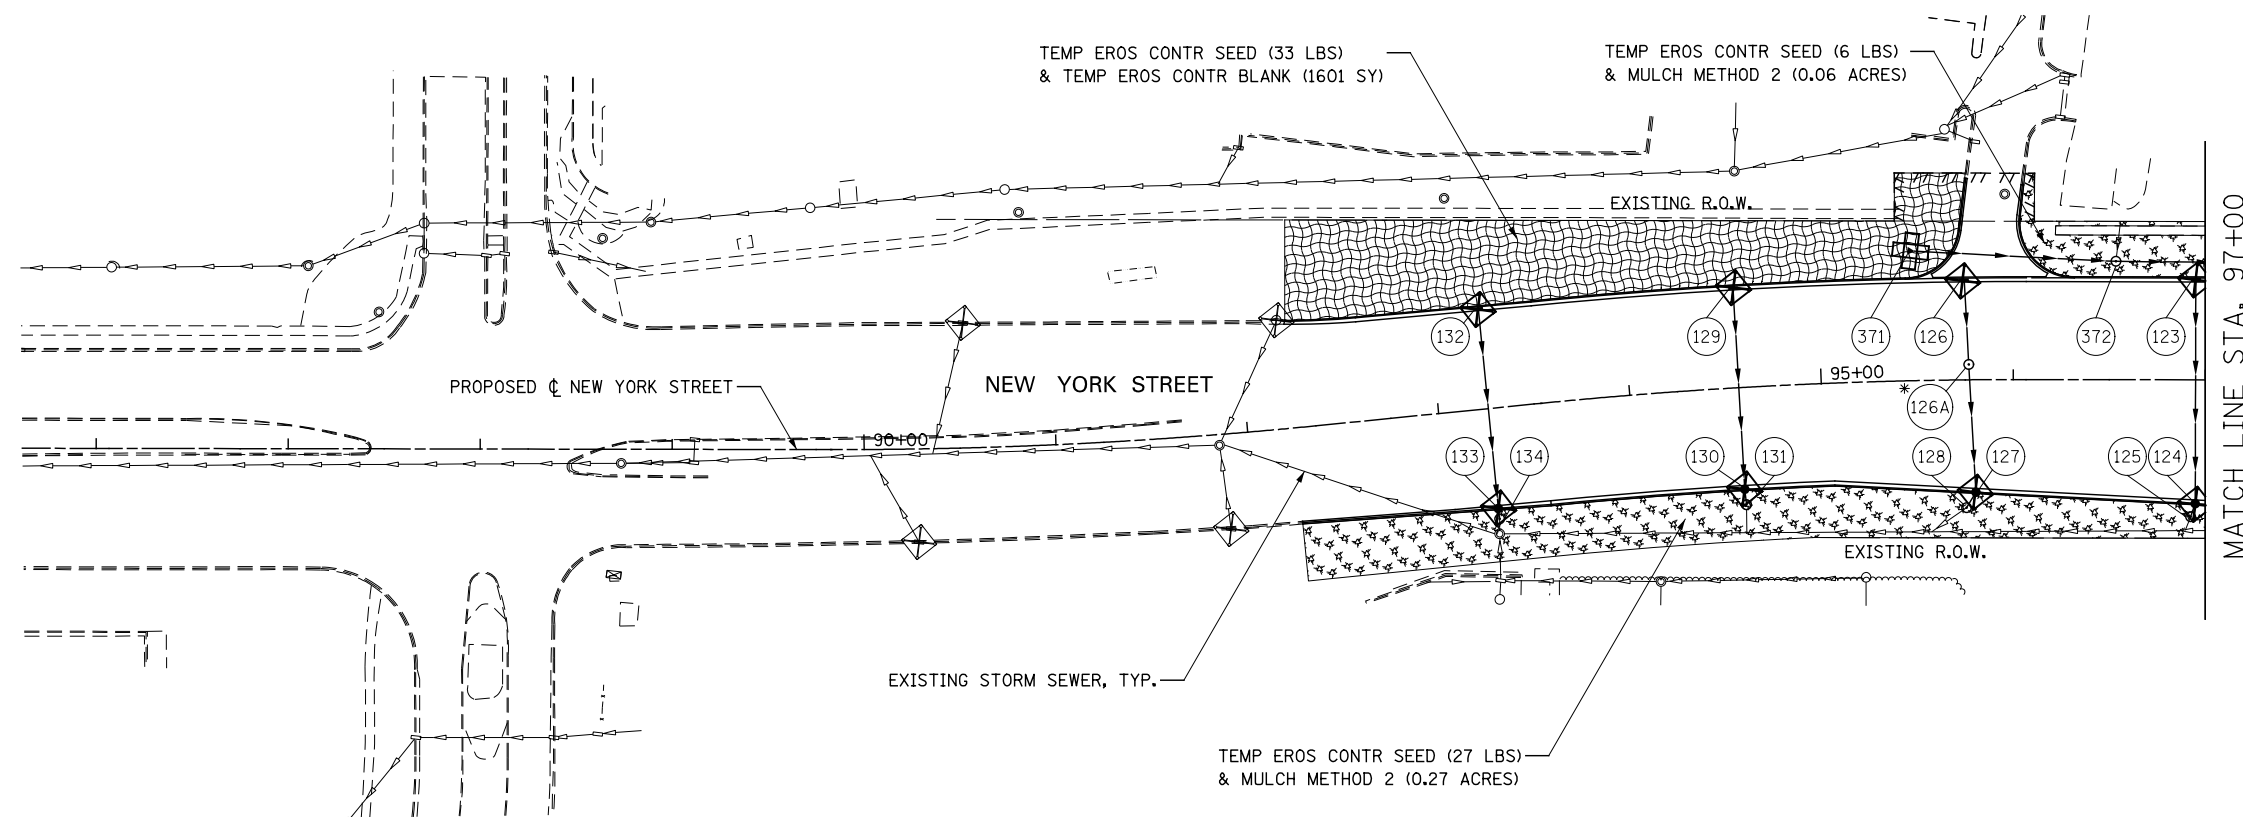 TEMP EROS CONTR SEED (33 LBS)
& TEMP EROS CONTR BLANK (1601 SY)
TEMP EROS CONTR SEED (6 LBS)
& MULCH METHOD 2 (0.06 ACRES)
EXISTING R.O.W.
132
129
371
126
372
123
PROPOSED ℄ NEW YORK STREET
NEW YORK STREET
95+00
*
126A
90+00
133
134
130
131
128
127
125
124
EXISTING R.O.W.
EXISTING STORM SEWER, TYP.
TEMP EROS CONTR SEED (27 LBS)
& MULCH METHOD 2 (0.27 ACRES)
MATCH LINE STA. 97+00